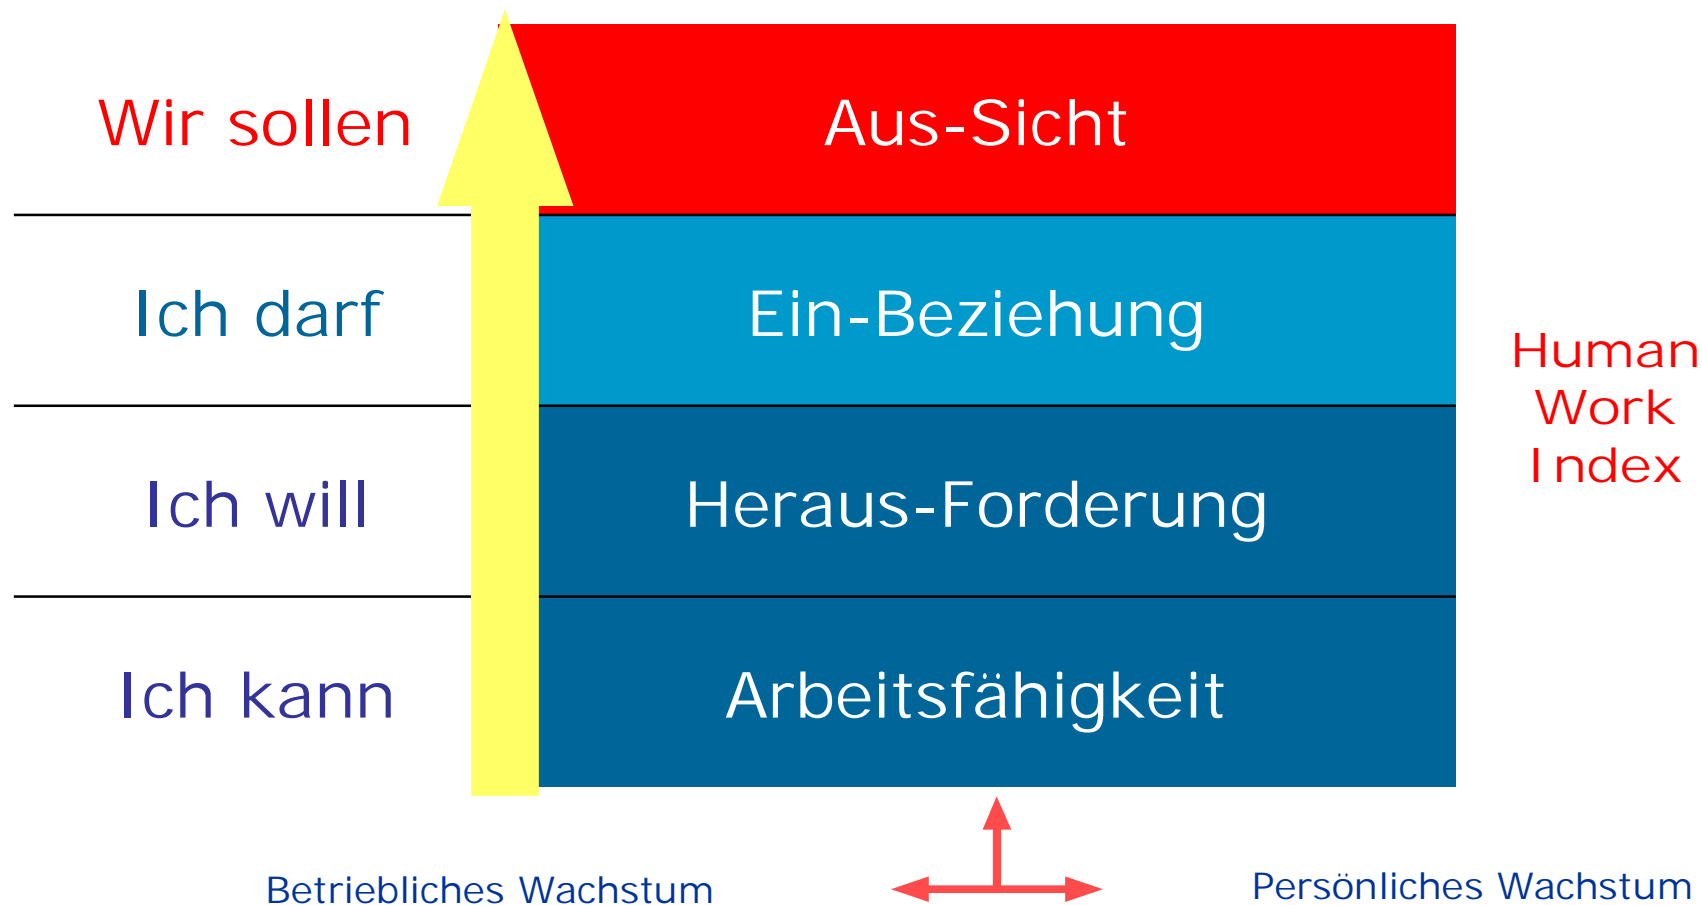 Wir sollen
Aus-Sicht
Ich darf
Ein-Beziehung
Human
Work
Index
Ich will
Heraus-Forderung
Ich kann
Arbeitsfähigkeit
Betriebliches Wachstum
Persönliches Wachstum